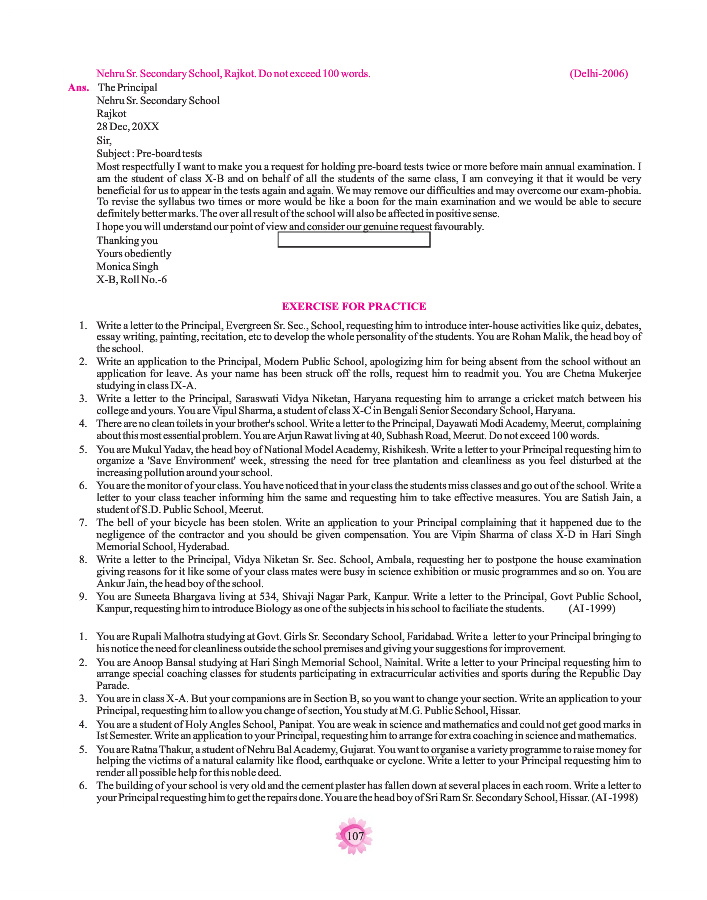 Nehru Sr. Secondary School, Rajkot. Do not exceed 100 words. (Delhi-2006)
Ans. The Principal
Nehru Sr. Secondary School
Rajkot
28 Dec, 20XX
Sir,
Subject : Pre-board tests
Most respectfully I want to make you a request for holding pre-board tests twice or more before main annual examination. I
am the student of class X-B and on behalf of all the students of the same class, I am conveying it that it would be very
beneficial for us to appear in the tests again and again. We may remove our difficulties and may overcome our exam-phobia.
To revise the syllabus two times or more would be like a boon for the main examination and we would be able to secure
definitely better marks. The over all result of the school will also be affected in positive sense.
I hope you will understand our point of view and consider our genuine request favourably.
Thanking you
Yours obediently
Monica Singh
X-B, Roll No.-6
EXERCISE FOR PRACTICE
1. Write a letter to the Principal, Evergreen Sr. Sec., School, requesting him to introduce inter-house activities like quiz, debates,
essay writing, painting, recitation, etc to develop the whole personality of the students. You are Rohan Malik, the head boy of
the school.
2. Write an application to the Principal, Modern Public School, apologizing him for being absent from the school without an
application for leave. As your name has been struck off the rolls, request him to readmit you. You are Chetna Mukerjee
studying in class IX-A.
3. Write a letter to the Principal, Saraswati Vidya Niketan, Haryana requesting him to arrange a cricket match between his
college and yours. You are Vipul Sharma, a student of class X-C in Bengali Senior Secondary School, Haryana.
4. There are no clean toilets in your brother's school. Write a letter to the Principal, Dayawati Modi Academy, Meerut, complaining
about this most essential problem. You are Arjun Rawat living at 40, Subhash Road, Meerut. Do not exceed 100 words.
5. You are Mukul Yadav, the head boy of National Model Academy, Rishikesh. Write a letter to your Principal requesting him to
organize a 'Save Environment' week, stressing the need for tree plantation and cleanliness as you feel disturbed at the
increasing pollution around your school.
6. You are the monitor of your class. You have noticed that in your class the students miss classes and go out of the school. Write a
letter to your class teacher informing him the same and requesting him to take effective measures. You are Satish Jain, a
student of S.D. Public School, Meerut.
7. The bell of your bicycle has been stolen. Write an application to your Principal complaining that it happened due to the
negligence of the contractor and you should be given compensation. You are Vipin Sharma of class X-D in Hari Singh
Memorial School, Hyderabad.
8. Write a letter to the Principal, Vidya Niketan Sr. Sec. School, Ambala, requesting her to postpone the house examination
giving reasons for it like some of your class mates were busy in science exhibition or music programmes and so on. You are
Ankur Jain, the head boy of the school.
9. You are Suneeta Bhargava living at 534, Shivaji Nagar Park, Kanpur. Write a letter to the Principal, Govt Public School,
Kanpur, requesting him to introduce Biology as one of the subjects in his school to faciliate the students. (AI -1999)
1. You are Rupali Malhotra studying at Govt. Girls Sr. Secondary School, Faridabad. Write a letter to your Principal bringing to
his notice the need for cleanliness outside the school premises and giving your suggestions for improvement.
2. You are Anoop Bansal studying at Hari Singh Memorial School, Nainital. Write a letter to your Principal requesting him to
arrange special coaching classes for students participating in extracurricular activities and sports during the Republic Day
Parade.
3. You are in class X-A. But your companions are in Section B, so you want to change your section. Write an application to your
Principal, requesting him to allow you change of section, You study at M.G. Public School, Hissar.
4. You are a student of Holy Angles School, Panipat. You are weak in science and mathematics and could not get good marks in
Ist Semester. Write an application to your Principal, requesting him to arrange for extra coaching in science and mathematics.
5. You are Ratna Thakur, a student of Nehru Bal Academy, Gujarat. You want to organise a variety programme to raise money for
helping the victims of a natural calamity like flood, earthquake or cyclone. Write a letter to your Principal requesting him to
render all possible help for this noble deed.
6. The building of your school is very old and the cement plaster has fallen down at several places in each room. Write a letter to
your Principal requesting him to get the repairs done. You are the head boy of Sri Ram Sr. Secondary School, Hissar. (AI -1998)
107